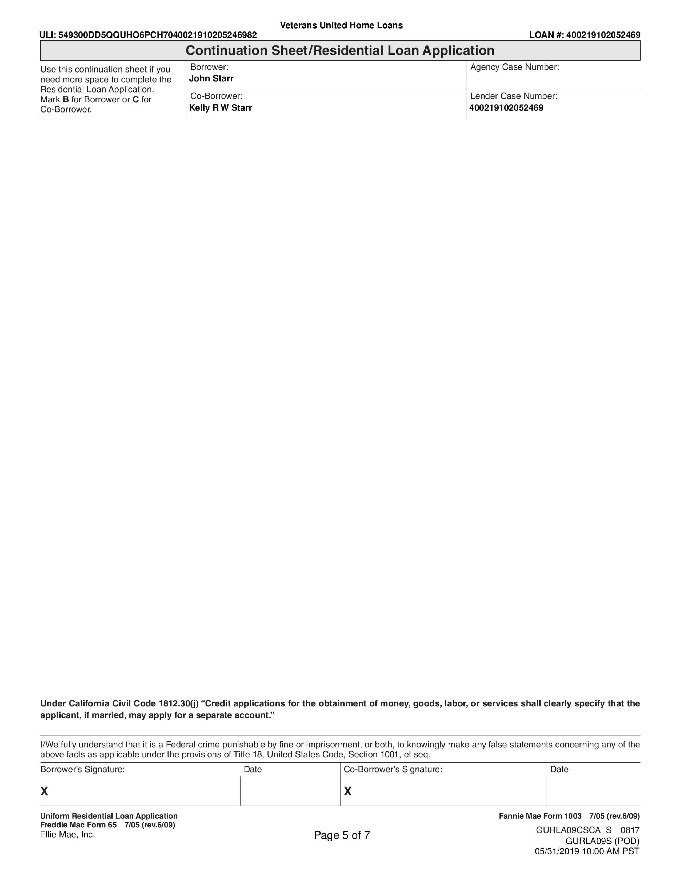 Veterans United Home Loans
ULI: 549300DD5QQUHO6PCH7040021910205246982 LOAN #: 400219102052469
Continuation Sheet/Residential Loan Application
Use this continuation sheet if you
need more space to complete the
Residential Loan Application.
Mark B for Borrower or C for
Co-Borrower.
Borrower:
John Starr
Agency Case Number:
Co-Borrower:
Kelly R W Starr
Lender Case Number:
400219102052469
Under California Civil Code 1812.30(j) "Credit applications for the obtainment of money, goods, labor, or services shall clearly specify that the
applicant, if married, may apply for a separate account."
I/We fully understand that it is a Federal crime punishable by fine or imprisonment, or both, to knowingly make any false statements concerning any of the
above facts as applicable under the provisions of Title 18, United States Code, Section 1001, et seq.
Borrower's Signature: Date Co-Borrower's Signature: Date
X X
Uniform Residential Loan Application
Freddie Mac Form 65 7/05 (rev.6/09)
Ellie Mae, Inc.
Page 5 of 7
Fannie Mae Form 1003 7/05 (rev.6/09)
GURLA09CSCA_S 0817
GURLA09S (POD)
05/31/2019 10:00 AM PST